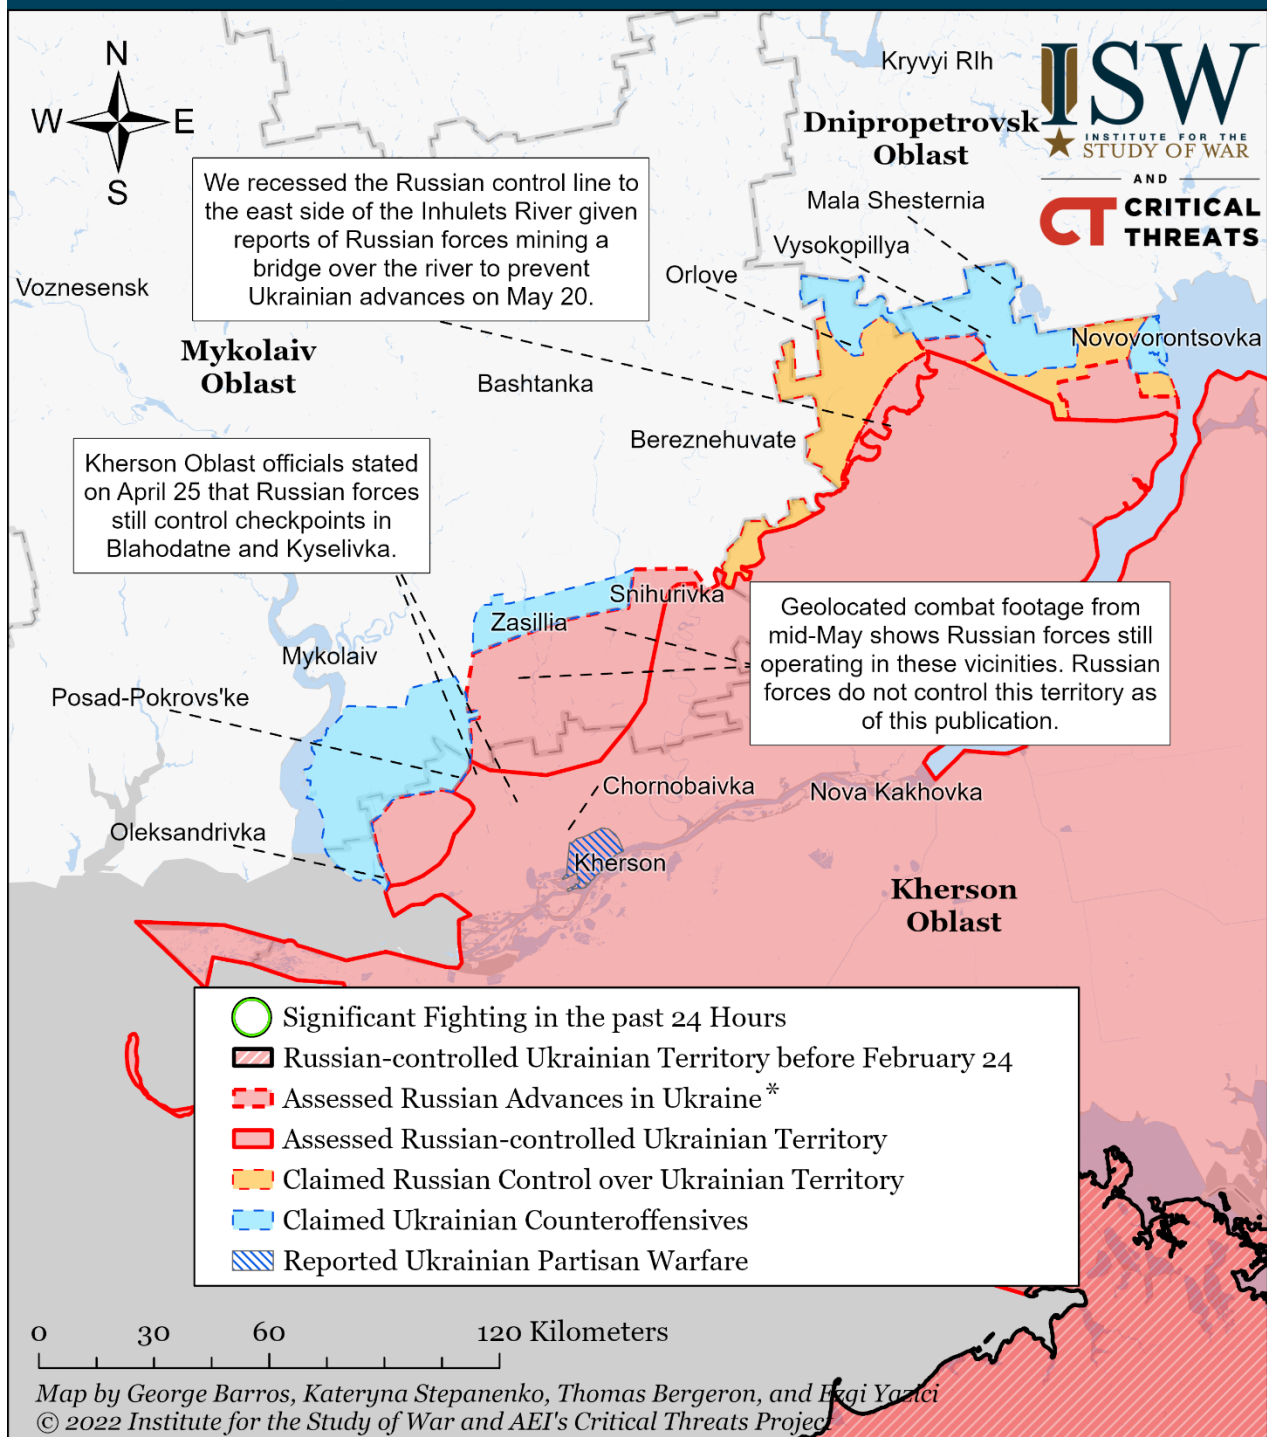 N
W
E
S
Kryvyi RIh
ISW
INSTITUTE FOR THE
STUDY OF WAR
AND
CT CRITICAL
THREATS
Dnipropetrovsk
Oblast
We recessed the Russian control line to
the east side of the Inhulets River given
reports of Russian forces mining a
bridge over the river to prevent
Ukrainian advances on May 20.
Mala Shesternia
Vysokopillya
Orlove
Voznesensk
Mykolaiv
Oblast
Novovorontsovka
Bashtanka
Bereznehuvate
Kherson Oblast officials stated
on April 25 that Russian forces
still control checkpoints in
Blahodatne and Kyselivka.
Snihurivka
Zasillia
Geolocated combat footage from
mid-May shows Russian forces still
operating in these vicinities. Russian
forces do not control this territory as
of this publication.
Mykolaiv
Posad-Pokrovs'ke
Chornobaivka
Nova Kakhovka
Oleksandrivka
Kherson
Kherson
Oblast
Significant Fighting in the past 24 Hours
Russian-controlled Ukrainian Territory before February 24
Assessed Russian Advances in Ukraine*
Assessed Russian-controlled Ukrainian Territory
Claimed Russian Control over Ukrainian Territory
Claimed Ukrainian Counteroffensives
Reported Ukrainian Partisan Warfare
0 30 60 120 Kilometers
Map by George Barros, Kateryna Stepanenko, Thomas Bergeron, and Ezgi Yazici
© 2022 Institute for the Study of War and AEI's Critical Threats Project